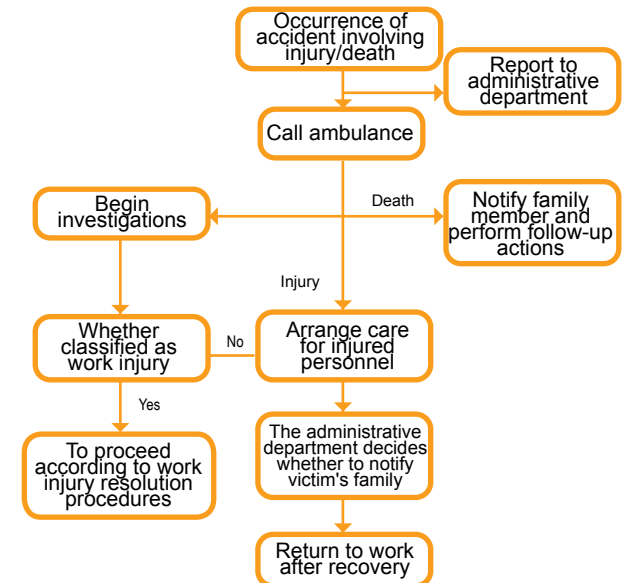 Occurrence of
accident involving
injury/death
Report to
administrative
department
Call ambulance
Death
Begin
investigations
Notify family
member and
perform follow-up
actions
Injury
Whether
classified as
work injury
No
Arrange care
for injured
personnel
Yes
To proceed
according to work
injury resolution
procedures
The administrative
department decides
whether to notify
victim's family
Return to work
after recovery